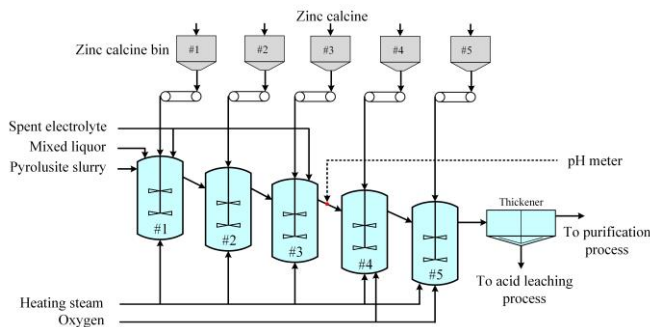 Zinc calcine
Zinc calcine bin
#1
#2
#3
#4
#5
Spent electrolyte
Mixed liquor
Pyrolusite slurry
pH meter
Thickener
#1
#2
#3
#4
#5
To purification
process
To acid leaching
process
Heating steam
Oxygen